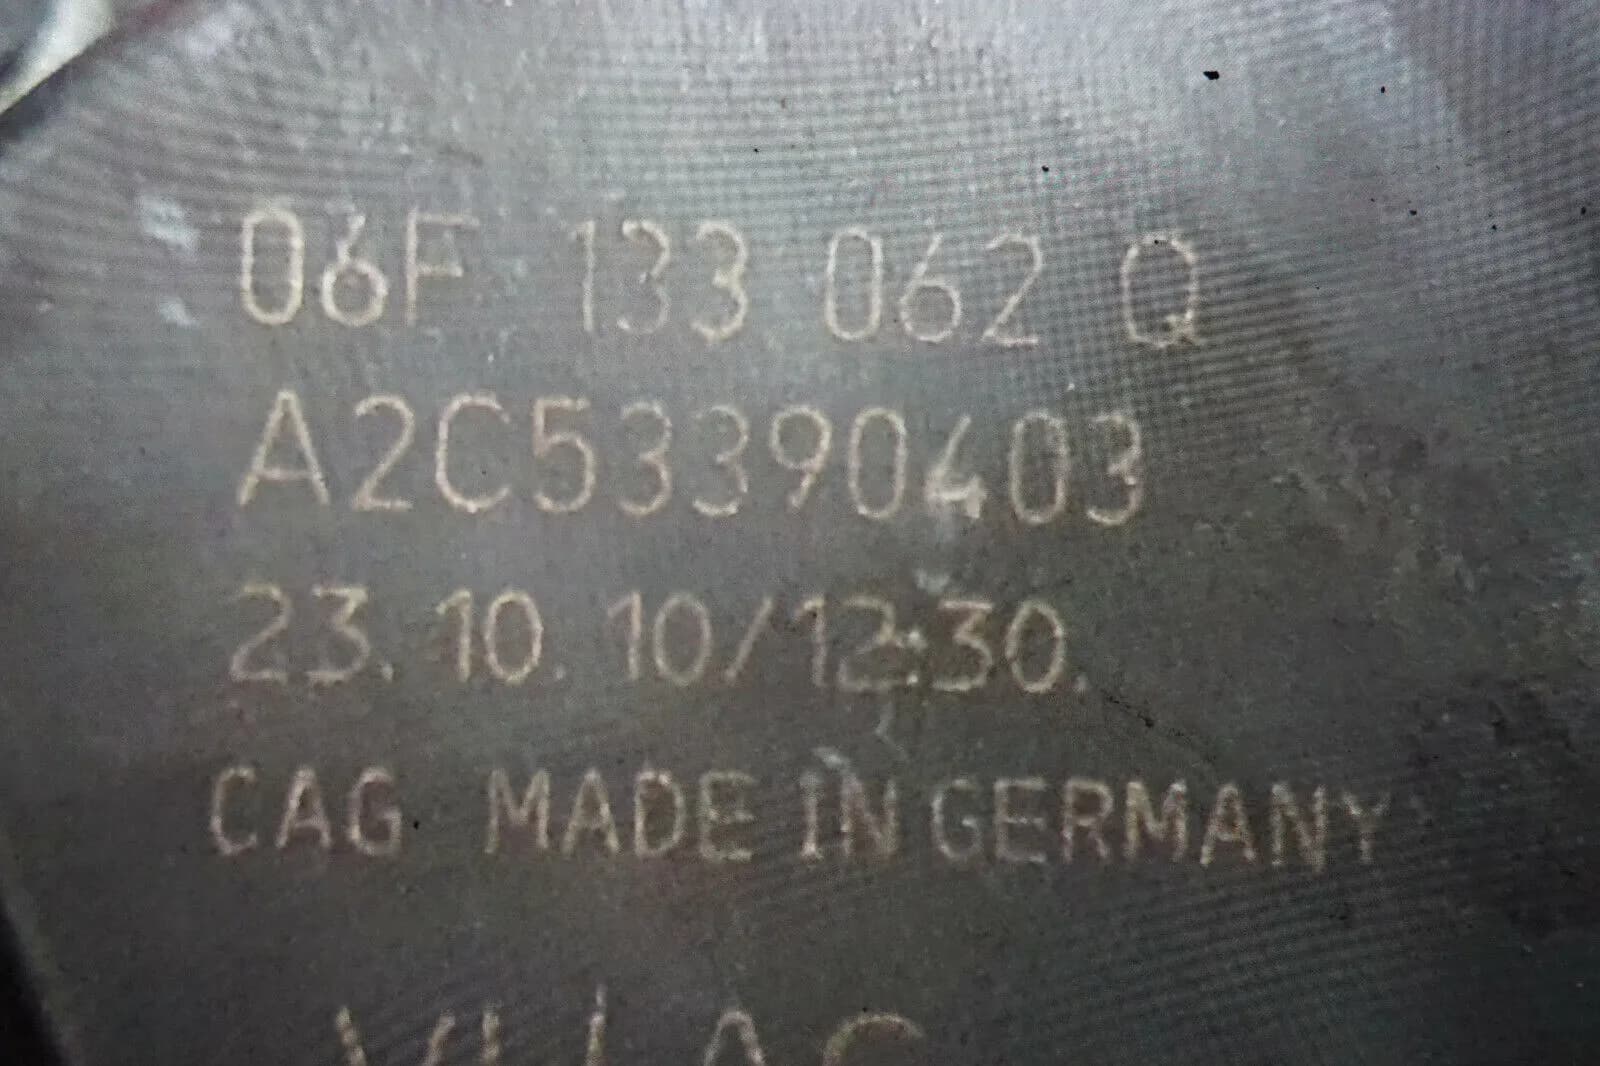 06F 133 062 Q
A2C53390403
23.10.10/12:30.
CAG MADE IN GERMANY